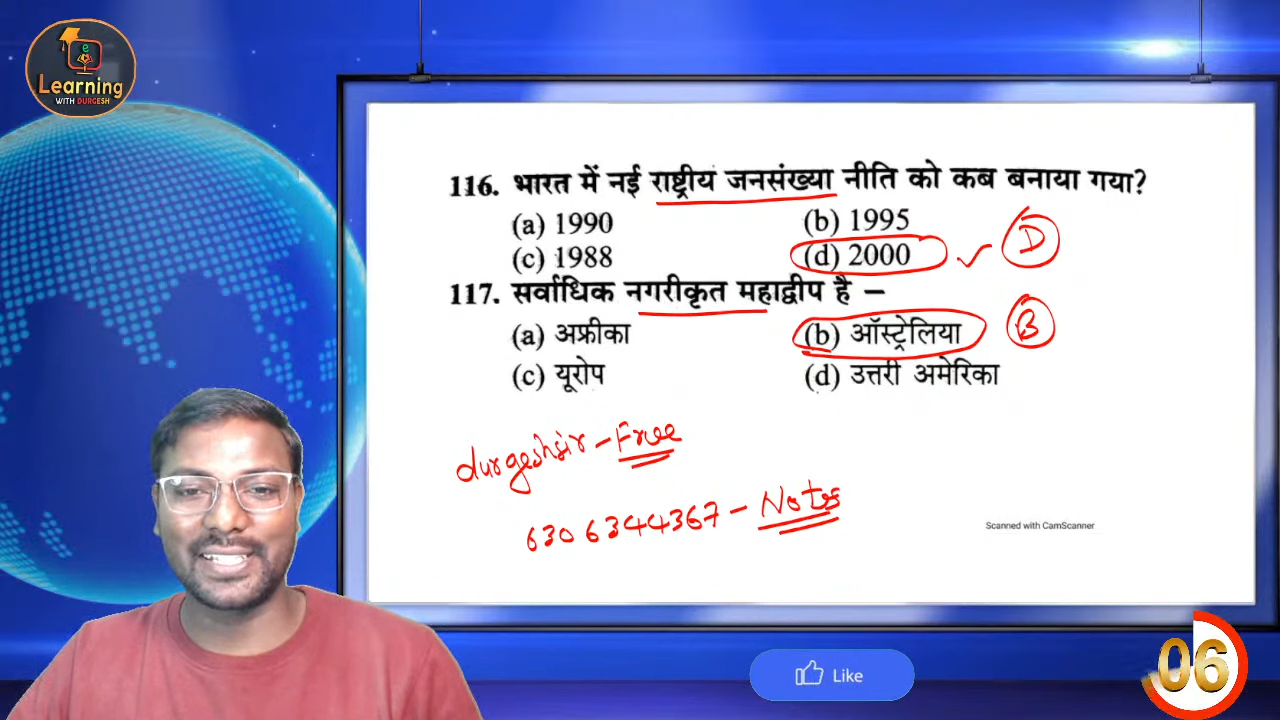 e
Learning
WITH DURGESH
116. भारत में नई राष्ट्रीय जनसंख्या नीति को कब बनाया गया?
(a) 1990 (b) 1995
(c) 1988 (d) 2000 D
117. सर्वाधिक नगरीकृत महाद्वीप है –
(a) अफ्रीका (b) ऑस्ट्रेलिया B
(c) यूरोप (d) उत्तरी अमेरिका
durgeshsir – Free
6306344367 – Notes
Scanned with CamScanner
Like
06